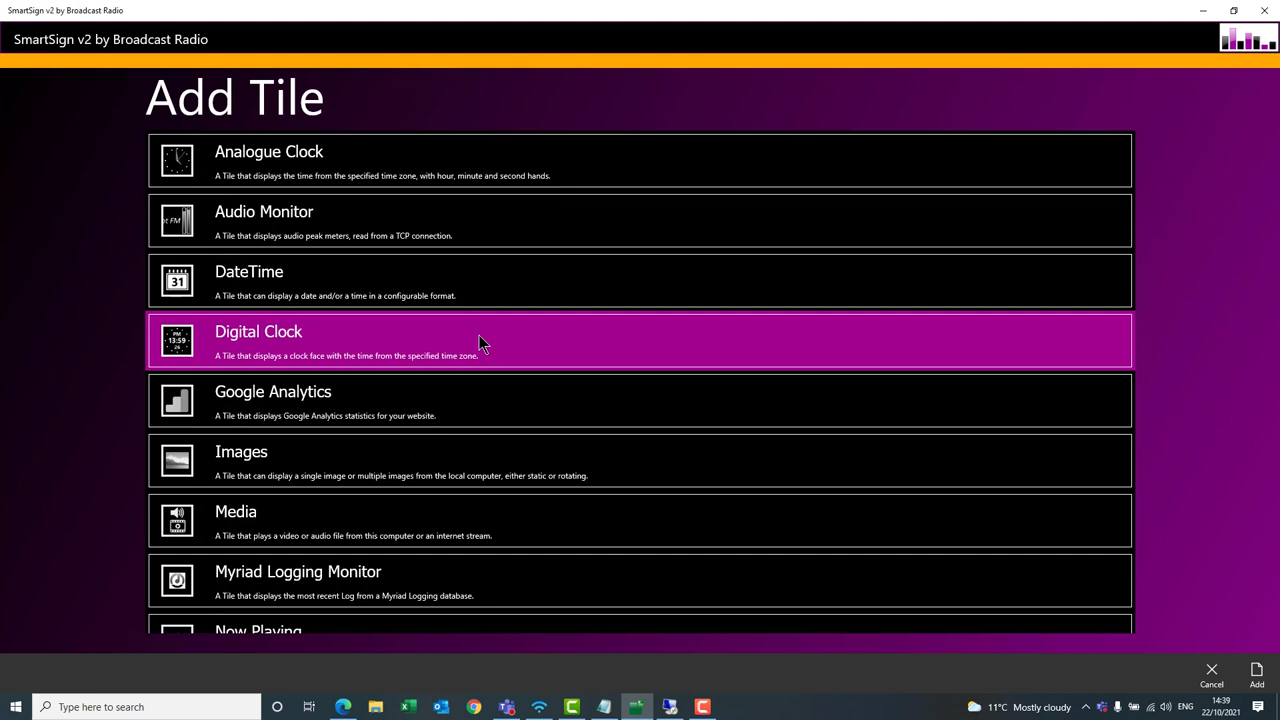 SmartSign v2 by Broadcast Radio
SmartSign v2 by Broadcast Radio
Add Tile
Analogue Clock
A Tile that displays the time from the specified time zone, with hour, minute and second hands.
ot FM
Audio Monitor
A Tile that displays audio peak meters, read from a TCP connection.
31
DateTime
A Tile that can display a date and/or a time in a configurable format.
PM
13:59
26
Digital Clock
A Tile that displays a clock face with the time from the specified time zone.
Google Analytics
A Tile that displays Google Analytics statistics for your website.
Images
A Tile that can display a single image or multiple images from the local computer, either static or rotating.
Media
A Tile that plays a video or audio file from this computer or an internet stream.
Myriad Logging Monitor
A Tile that displays the most recent Log from a Myriad Logging database.
Now Playing
Cancel
Add
Type here to search
11°C Mostly cloudy
ENG
14:39
22/10/2021